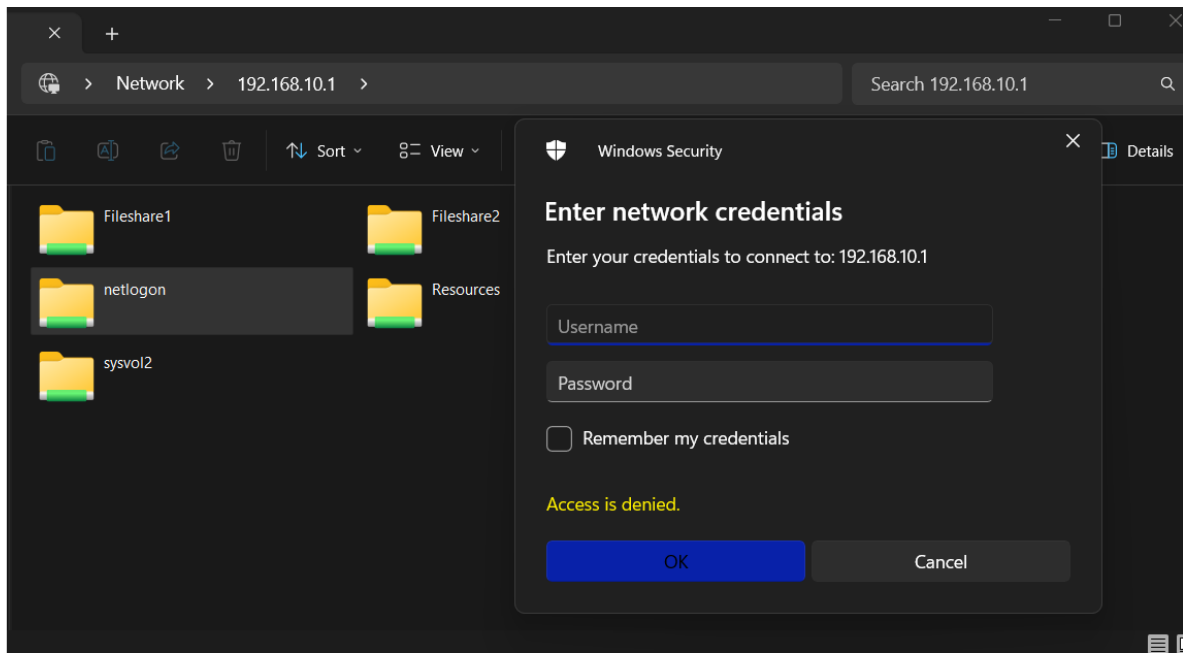 Network > 192.168.10.1 >
Search 192.168.10.1
Sort
View
Details
Fileshare1
Fileshare2
netlogon
Resources
sysvol2
Windows Security
Enter network credentials
Enter your credentials to connect to: 192.168.10.1
Username
Password
Remember my credentials
Access is denied.
OK
Cancel